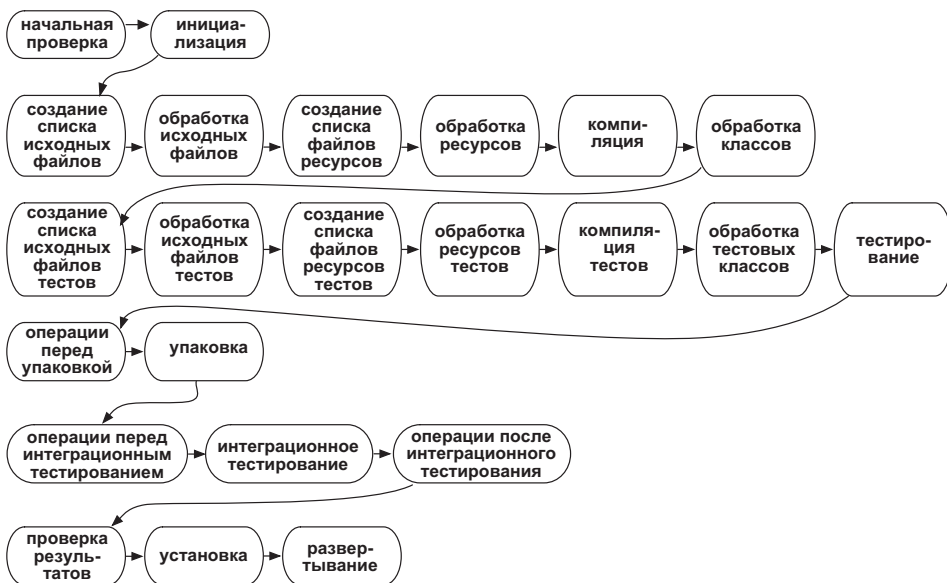 начальная
проверка
инициа-
лизация
создание
списка
исходных
файлов
обработка
исходных
файлов
создание
списка
файлов
ресурсов
обработка
ресурсов
компи-
ляция
обработка
классов
создание
списка
исходных
файлов
тестов
обработка
исходных
файлов
тестов
создание
списка
файлов
ресурсов
тестов
обработка
ресурсов
тестов
компиля-
ция
тестов
обработка
тестовых
классов
тестиро-
вание
операции
перед
упаковкой
упаковка
операции перед
интеграционным
тестированием
интеграционное
тестирование
операции после
интеграционного
тестирования
проверка
резуль-
татов
установка
развер-
тывание